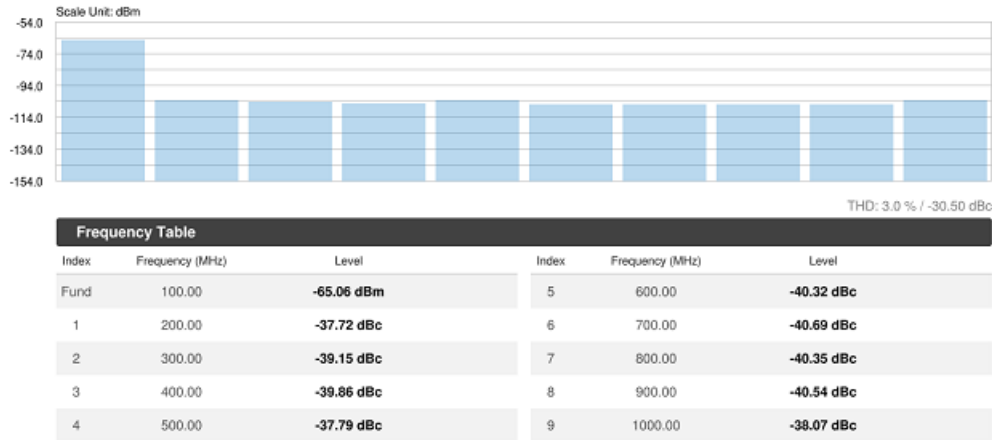 Scale Unit: dBm
-54.0
-74.0
-94.0
-114.0
-134.0
-154.0
THD: 3.0 % / -30.50 dBc
Frequency Table
Index Frequency (MHz) Level Index Frequency (MHz) Level
Fund 100.00 -65.06 dBm 5 600.00 -40.32 dBc
1 200.00 -37.72 dBc 6 700.00 -40.69 dBc
2 300.00 -39.15 dBc 7 800.00 -40.35 dBc
3 400.00 -39.86 dBc 8 900.00 -40.54 dBc
4 500.00 -37.79 dBc 9 1000.00 -38.07 dBc